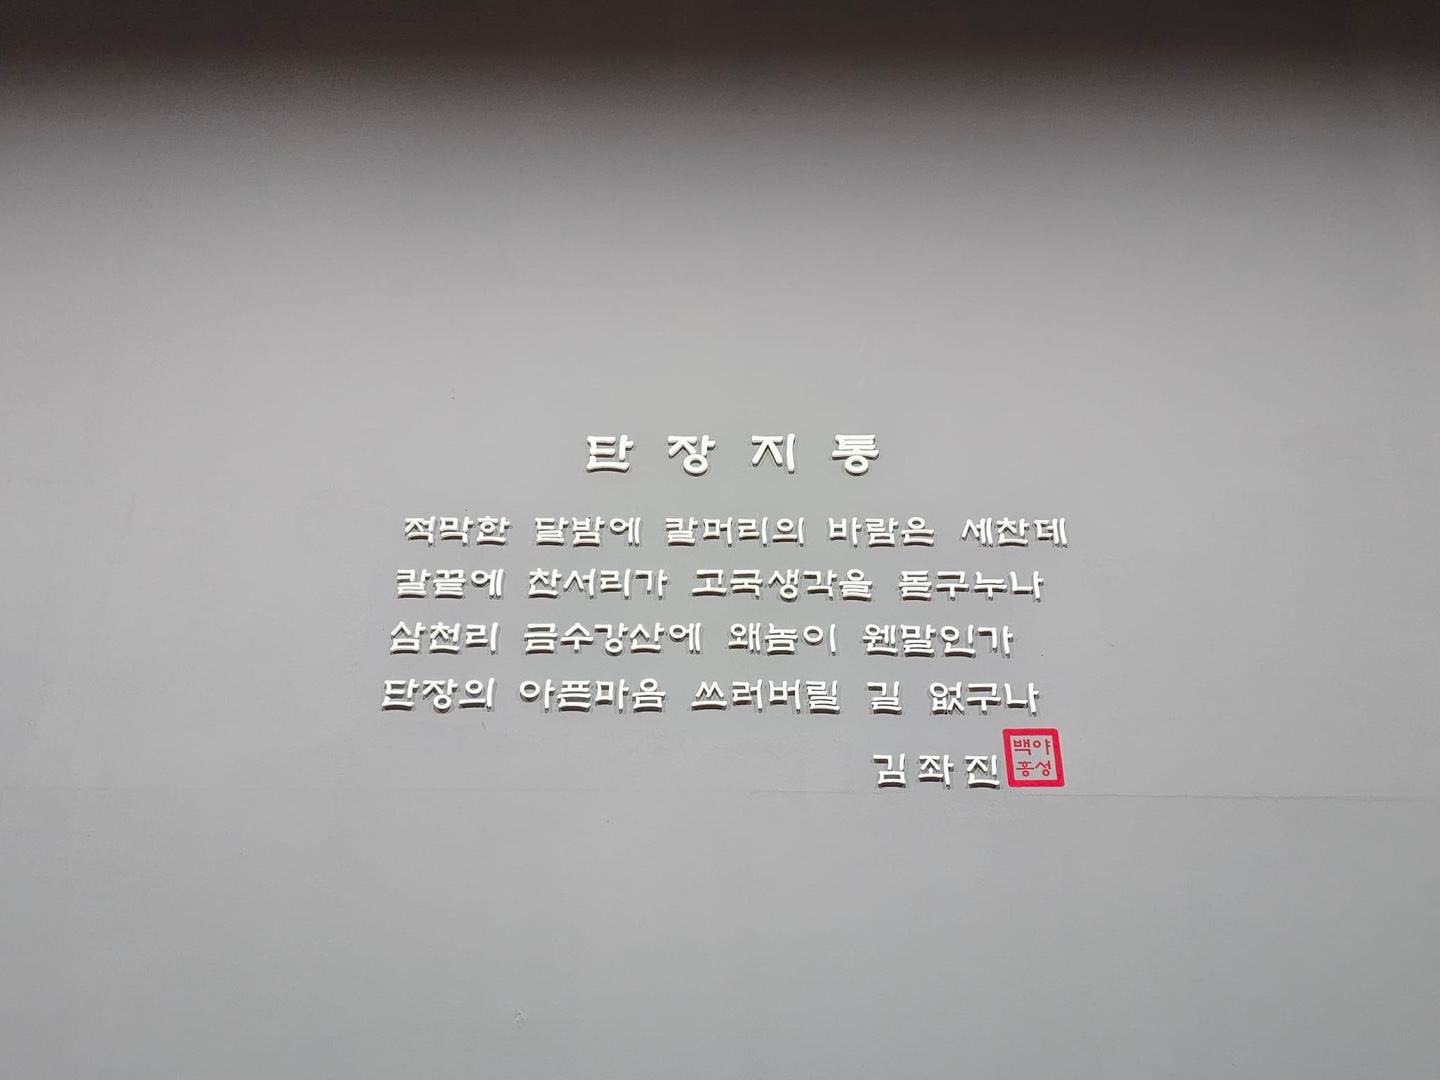 단장지통
적막한 달밤에 칼머리의 바람은 세찬데
칼끝에 찬서리가 고국생각을 돋구누나
삼천리 금수강산에 왜놈이 웬말인가
단장의 아픈마음 쓰러버릴 길 없구나
김좌진
백야
홍성